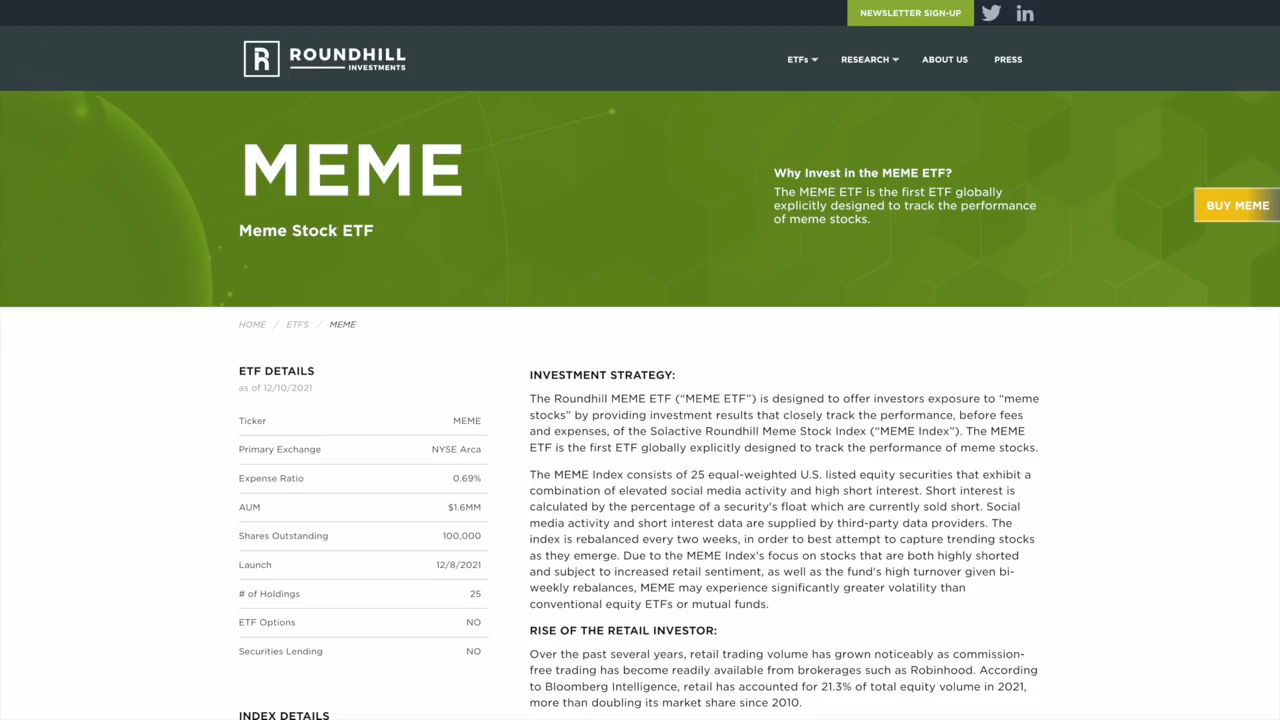 NEWSLETTER SIGN-UP
ROUNDHILL
INVESTMENTS
ETFs
RESEARCH
ABOUT US
PRESS
MEME
Meme Stock ETF
Why Invest in the MEME ETF?
The MEME ETF is the first ETF globally
explicitly designed to track the performance
of meme stocks.
BUY MEME
HOME / ETFS / MEME
ETF DETAILS
as of 12/10/2021
Ticker MEME
Primary Exchange NYSE Arca
Expense Ratio 0.69%
AUM $1.6MM
Shares Outstanding 100,000
Launch 12/8/2021
# of Holdings 25
ETF Options NO
Securities Lending NO
INDEX DETAILS
INVESTMENT STRATEGY:
The Roundhill MEME ETF (“MEME ETF”) is designed to offer investors exposure to “meme
stocks” by providing investment results that closely track the performance, before fees
and expenses, of the Solactive Roundhill Meme Stock Index (“MEME Index”). The MEME
ETF is the first ETF globally explicitly designed to track the performance of meme stocks.
The MEME Index consists of 25 equal-weighted U.S. listed equity securities that exhibit a
combination of elevated social media activity and high short interest. Short interest is
calculated by the percentage of a security's float which are currently sold short. Social
media activity and short interest data are supplied by third-party data providers. The
index is rebalanced every two weeks, in order to best attempt to capture trending stocks
as they emerge. Due to the MEME Index's focus on stocks that are both highly shorted
and subject to increased retail sentiment, as well as the fund's high turnover given bi-
weekly rebalances, MEME may experience significantly greater volatility than
conventional equity ETFs or mutual funds.
RISE OF THE RETAIL INVESTOR:
Over the past several years, retail trading volume has grown noticeably as commission-
free trading has become readily available from brokerages such as Robinhood. According
to Bloomberg Intelligence, retail has accounted for 21.3% of total equity volume in 2021,
more than doubling its market share since 2010.